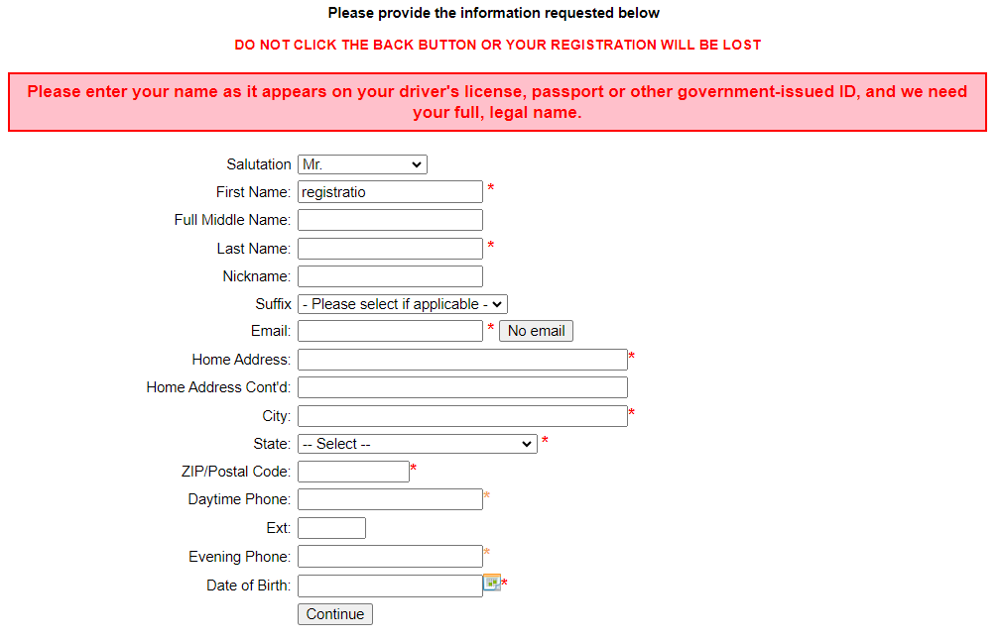 Please provide the information requested below
DO NOT CLICK THE BACK BUTTON OR YOUR REGISTRATION WILL BE LOST
Please enter your name as it appears on your driver's license, passport or other government-issued ID, and we need
your full, legal name.
Salutation Mr.
First Name: registratio *
Full Middle Name:
Last Name: *
Nickname:
Suffix - Please select if applicable -
Email: * No email
Home Address: *
Home Address Cont'd:
City: *
State: -- Select -- *
ZIP/Postal Code: *
Daytime Phone: *
Ext:
Evening Phone: *
Date of Birth: *
Continue